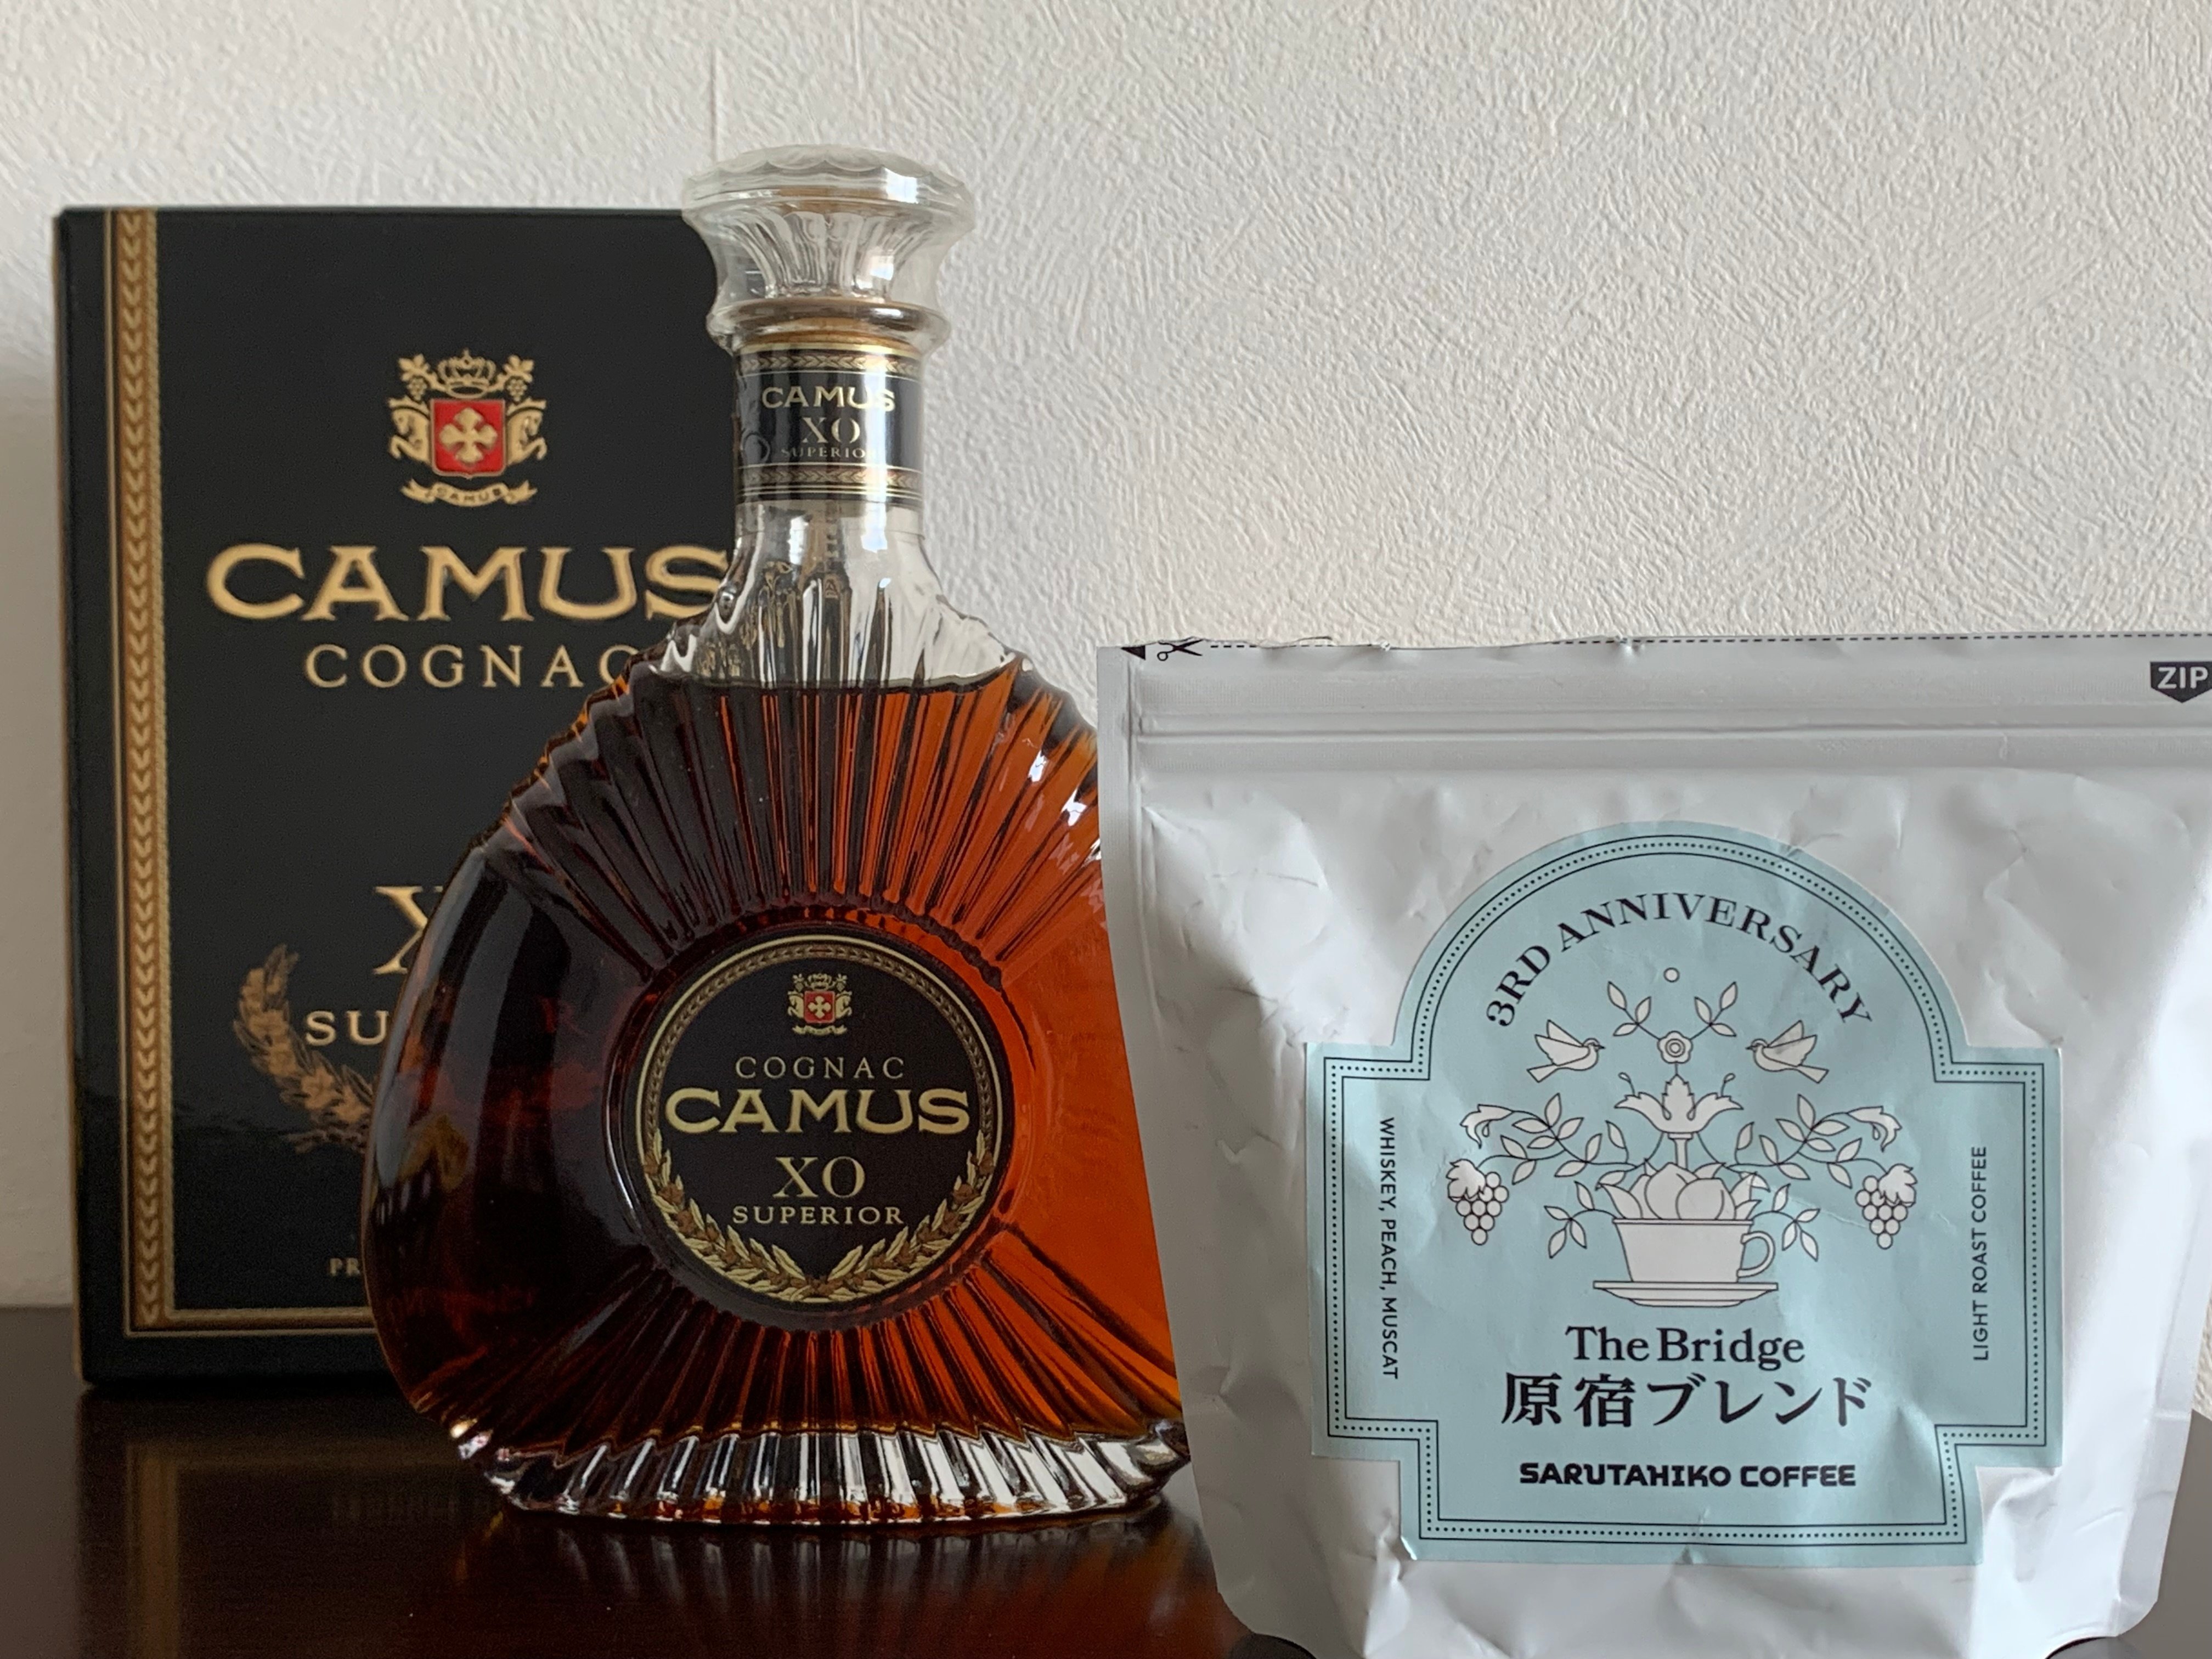 CAMUS
CAMUS
COGNAC
CAMUS
XO
SUPERIOR
COGNAC
CAMUS
XO
SUPERIOR
ZIP
3RD ANNIVERSARY
WHISKEY, PEACH, MUSCAT
LIGHT ROAST COFFEE
The Bridge
原宿ブレンド
SARUTAHIKO COFFEE